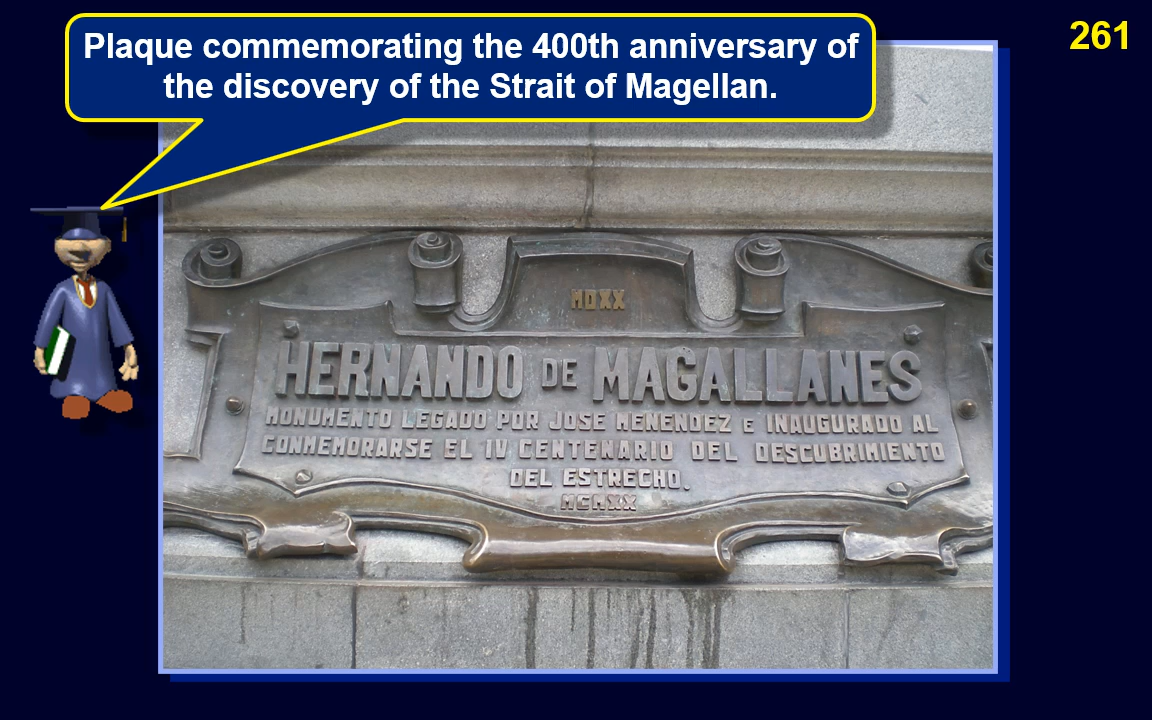 Plaque commemorating the 400th anniversary of
the discovery of the Strait of Magellan.
261
MDXX
HERNANDO DE MAGALLANES
MONUMENTO LEGADO POR JOSE MENENDEZ E INAUGURADO AL
CONMEMORARSE EL IV CENTENARIO DEL DESCUBRIMIENTO
DEL ESTRECHO.
MCMXX